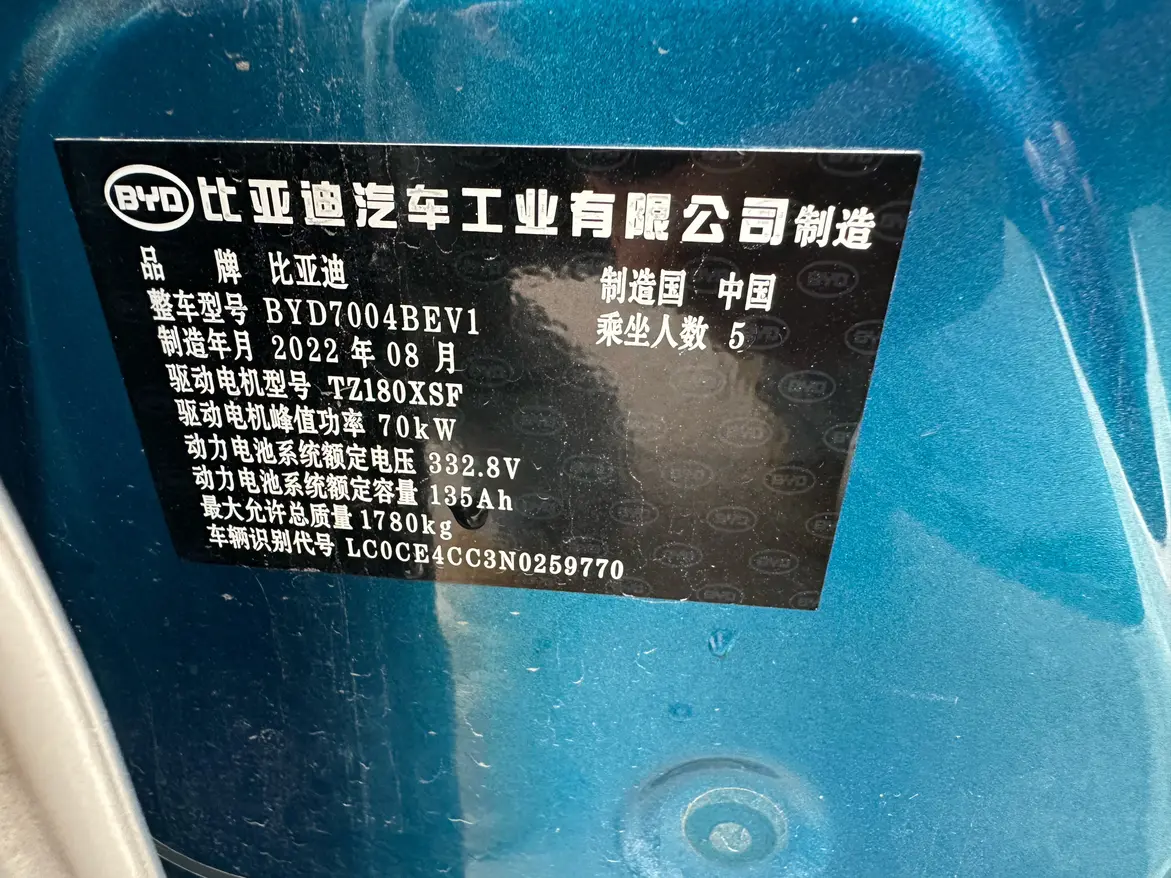 BYD 比亚迪汽车工业有限公司 制造
品 牌 比亚迪 制造国 中国
整车型号 BYD7004BEV1 乘坐人数 5
制造年月 2022 年 08 月
驱动电机型号 TZ180XSF
驱动电机峰值功率 70kW
动力电池系统额定电压 332.8V
动力电池系统额定容量 135Ah
最大允许总质量 1780kg
车辆识别代号 LC0CE4CC3N0259770